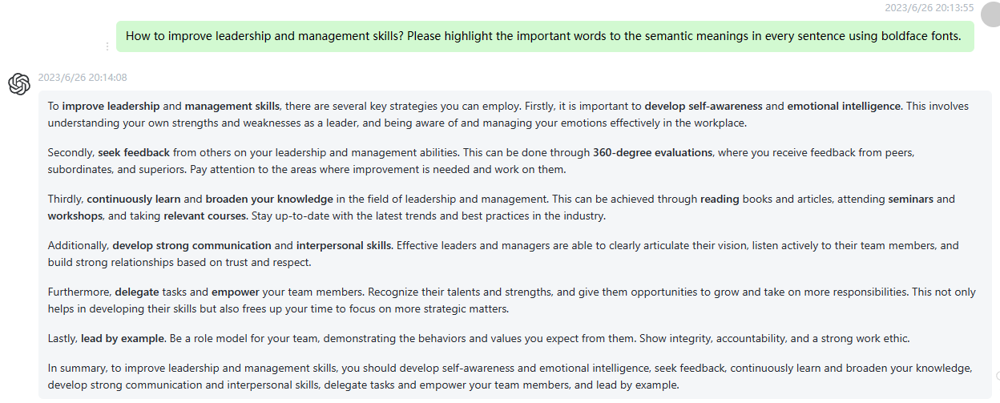 2023/6/26 20:13:55
How to improve leadership and management skills? Please highlight the important words to the semantic meanings in every sentence using boldface fonts.
2023/6/26 20:14:08
To improve leadership and management skills, there are several key strategies you can employ. Firstly, it is important to develop self-awareness and emotional intelligence. This involves
understanding your own strengths and weaknesses as a leader, and being aware of and managing your emotions effectively in the workplace.
Secondly, seek feedback from others on your leadership and management abilities. This can be done through 360-degree evaluations, where you receive feedback from peers,
subordinates, and superiors. Pay attention to the areas where improvement is needed and work on them.
Thirdly, continuously learn and broaden your knowledge in the field of leadership and management. This can be achieved through reading books and articles, attending seminars and
workshops, and taking relevant courses. Stay up-to-date with the latest trends and best practices in the industry.
Additionally, develop strong communication and interpersonal skills. Effective leaders and managers are able to clearly articulate their vision, listen actively to their team members, and
build strong relationships based on trust and respect.
Furthermore, delegate tasks and empower your team members. Recognize their talents and strengths, and give them opportunities to grow and take on more responsibilities. This not only
helps in developing their skills but also frees up your time to focus on more strategic matters.
Lastly, lead by example. Be a role model for your team, demonstrating the behaviors and values you expect from them. Show integrity, accountability, and a strong work ethic.
In summary, to improve leadership and management skills, you should develop self-awareness and emotional intelligence, seek feedback, continuously learn and broaden your knowledge,
develop strong communication and interpersonal skills, delegate tasks and empower your team members, and lead by example.